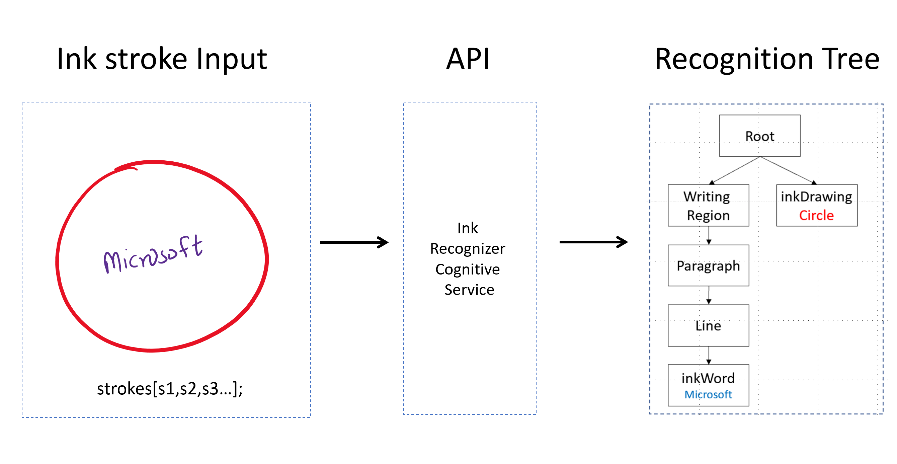 Ink stroke Input
API
Recognition Tree
Microsoft
strokes[s1,s2,s3...];
Ink
Recognizer
Cognitive
Service
Root
Writing
Region
inkDrawing
Circle
Paragraph
Line
inkWord
Microsoft